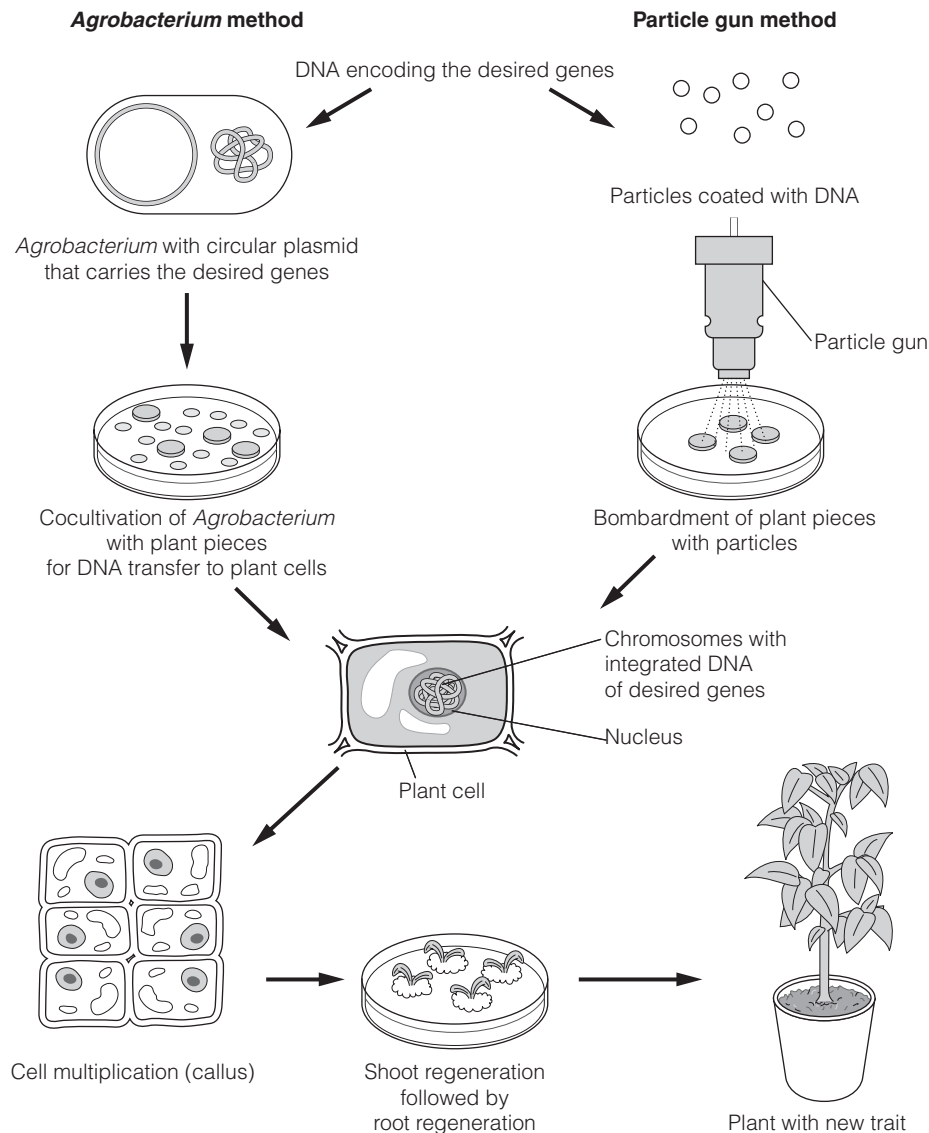 Agrobacterium method
Particle gun method
DNA encoding the desired genes
Particles coated with DNA
Agrobacterium with circular plasmid
that carries the desired genes
Particle gun
Cocultivation of Agrobacterium
with plant pieces
for DNA transfer to plant cells
Bombardment of plant pieces
with particles
Chromosomes with
integrated DNA
of desired genes
Nucleus
Plant cell
Cell multiplication (callus)
Shoot regeneration
followed by
root regeneration
Plant with new trait